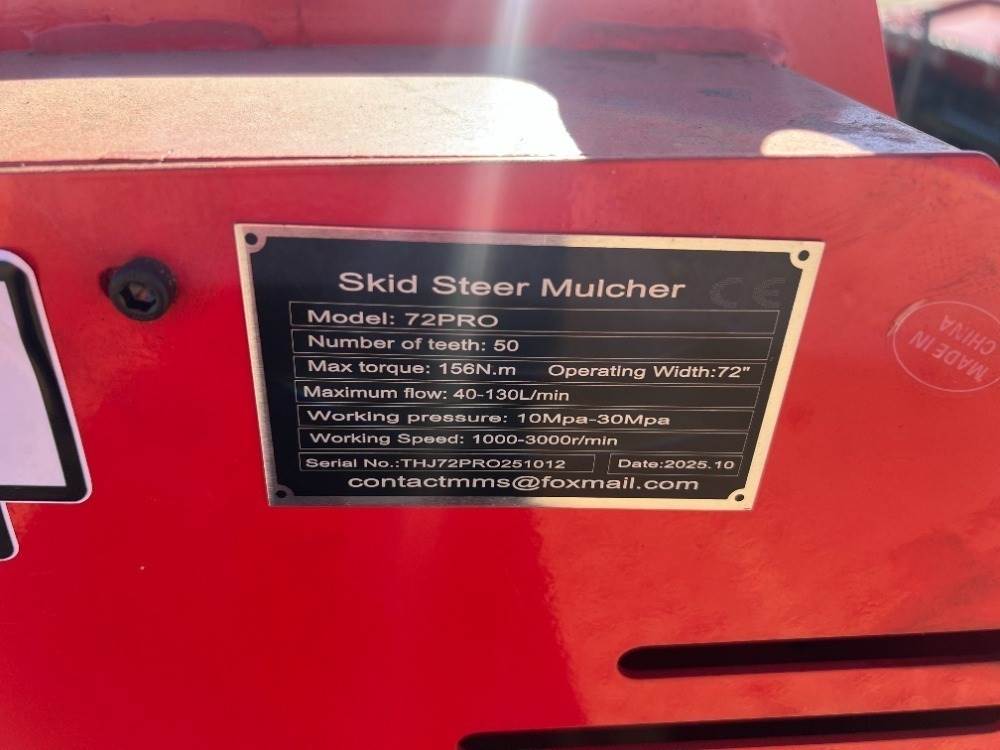 Skid Steer Mulcher CE
Model: 72PRO
Number of teeth: 50
Max torque: 156N.m Operating Width:72"
Maximum flow: 40-130L/min
Working pressure: 10Mpa-30Mpa
Working Speed: 1000-3000r/min
Serial No.:THJ72PRO251012 Date:2025.10
contactmms@foxmail.com
MADE IN
CHINA